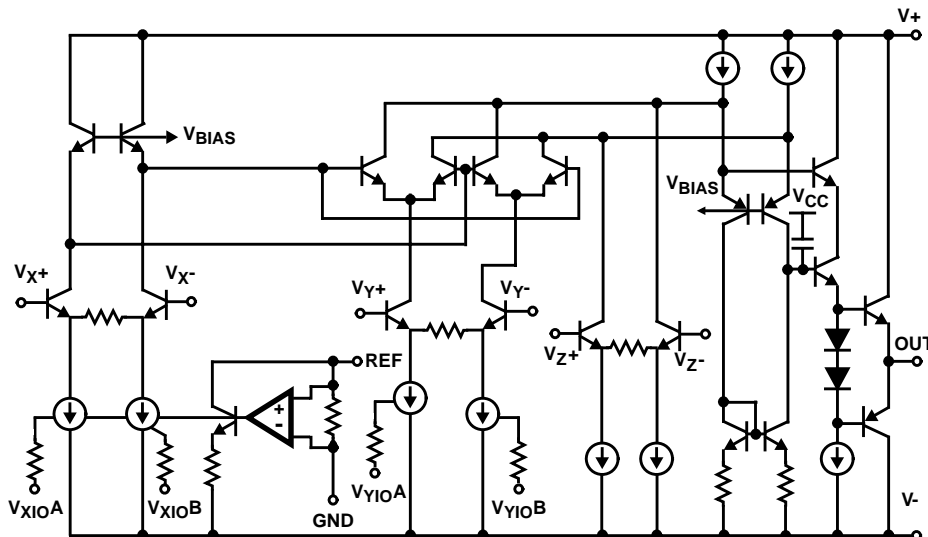 V+
VBIAS
VBIAS
VCC
VX+
VX-
VY+
VY-
VZ+
VZ-
REF
OUT
+
-
VXIOA
VXIOB
VYIOA
VYIOB
GND
V-